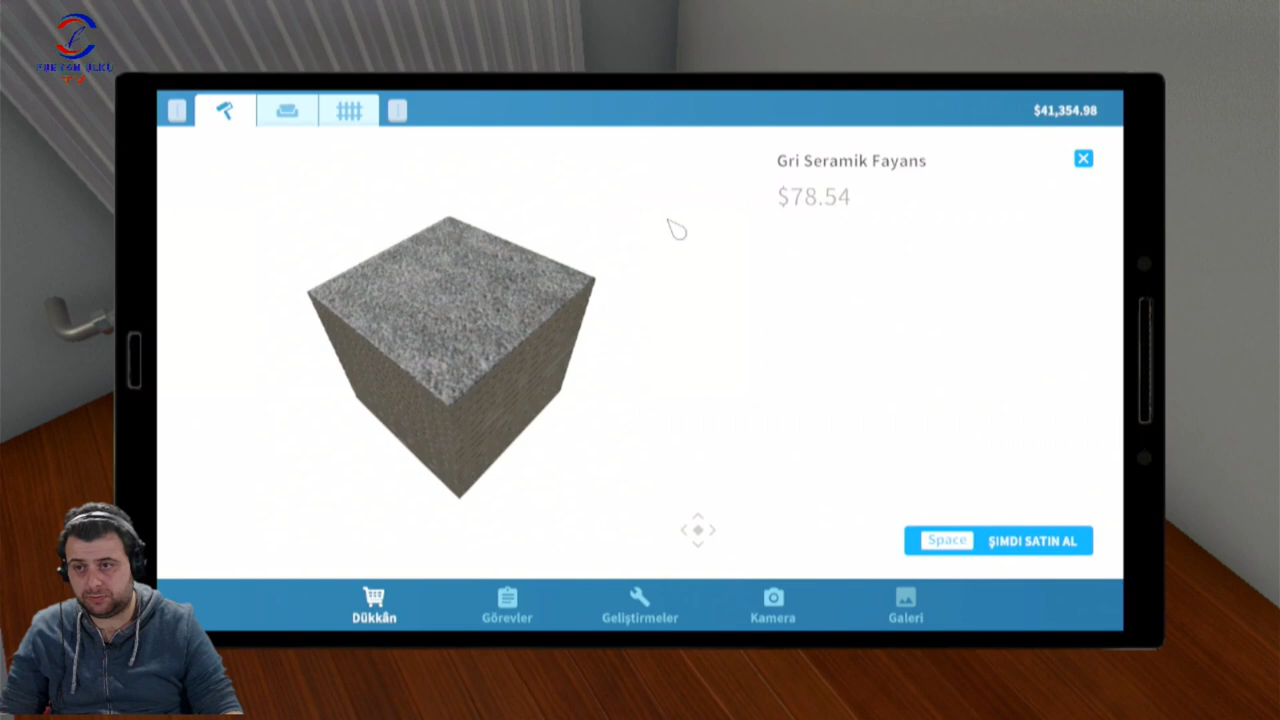 $41,354.98
Gri Seramik Fayans
$78.54
Space ŞIMDI SATIN AL
Dükkân
Görevler
Geliştirmeler
Kamera
Galeri